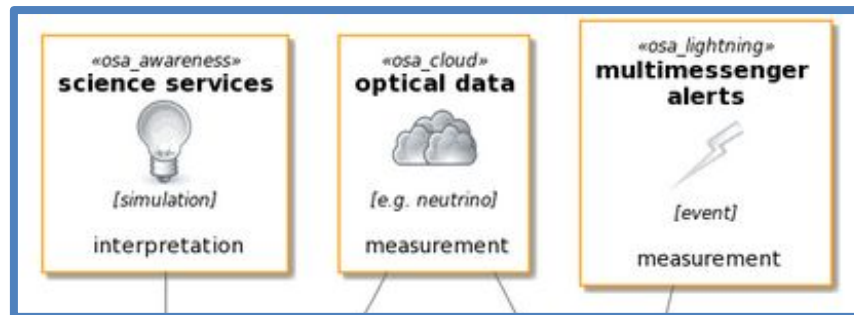 «osa_awareness»
science services
[simulation]
interpretation
«osa_cloud»
optical data
[e.g. neutrino]
measurement
«osa_lightning»
multimessenger
alerts
[event]
measurement